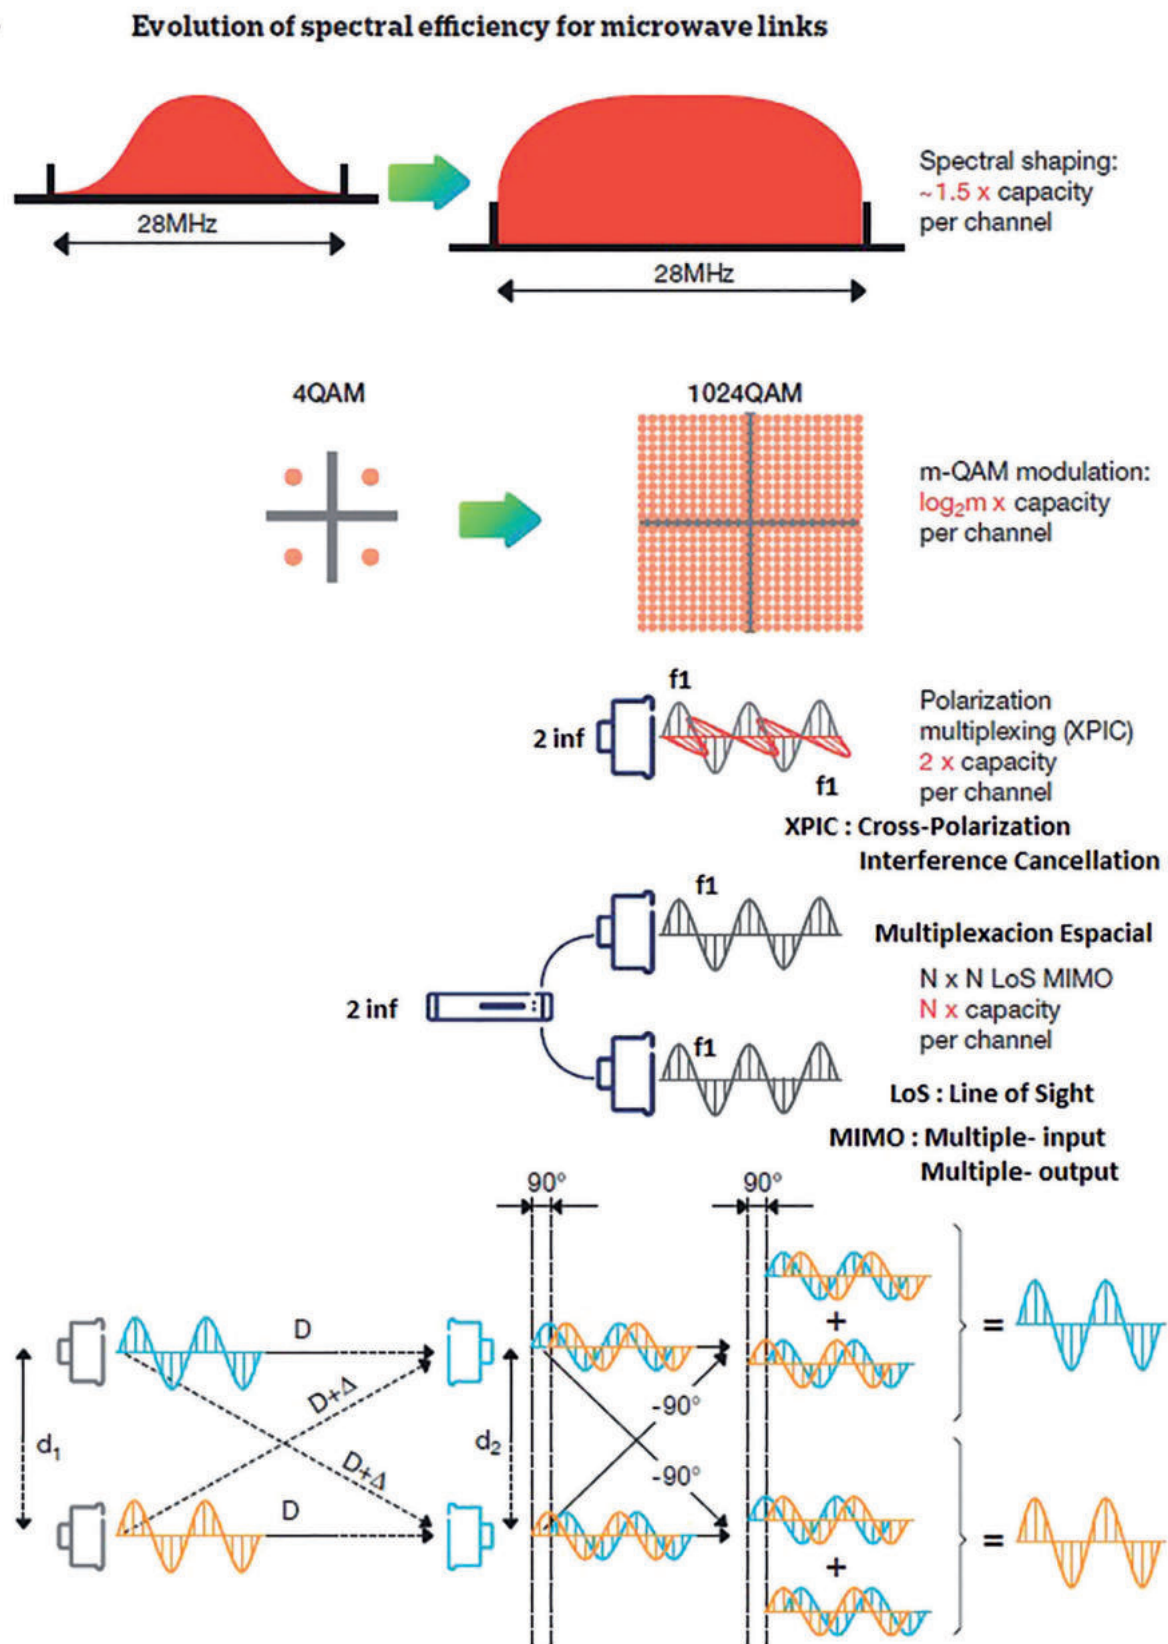 Evolution of spectral efficiency for microwave links
28MHz
28MHz
Spectral shaping:
~1.5 x capacity
per channel
4QAM
1024QAM
m-QAM modulation:
log₂m x capacity
per channel
2 inf
f1
f1
Polarization
multiplexing (XPIC)
2 x capacity
per channel
XPIC : Cross-Polarization
Interference Cancellation
2 inf
f1
f1
Multiplexacion Espacial
N x N LoS MIMO
N x capacity
per channel
LoS : Line of Sight
MIMO : Multiple- input
Multiple- output
90°
90°
D
D+Δ
D+Δ
D
d₁
d₂
-90°
-90°
+
=
+
=